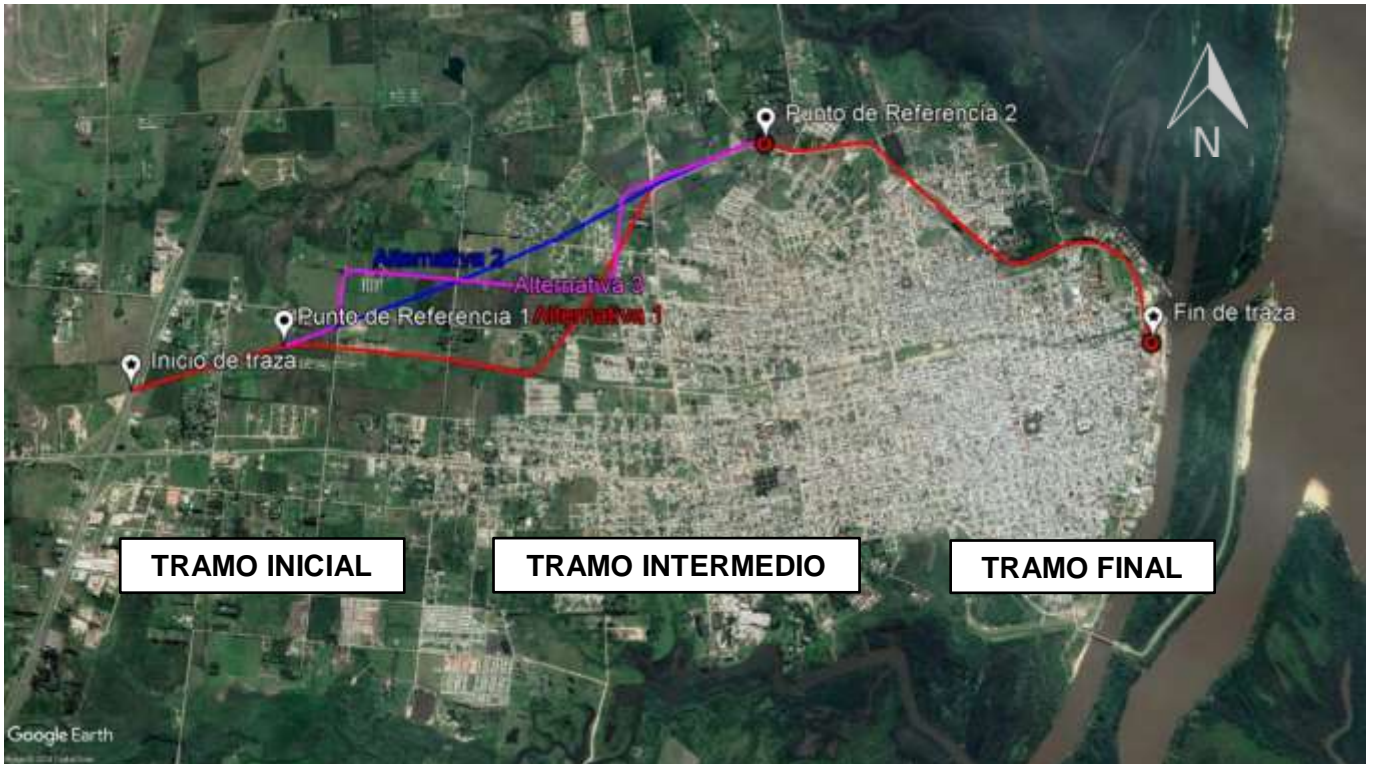 Punto de Referencia 2
N
Alternativa 2
Alternativa 3
Punto de Referencia 1
Alternativa 1
Fin de traza
Inicio de traza
TRAMO INICIAL
TRAMO INTERMEDIO
TRAMO FINAL
Google Earth